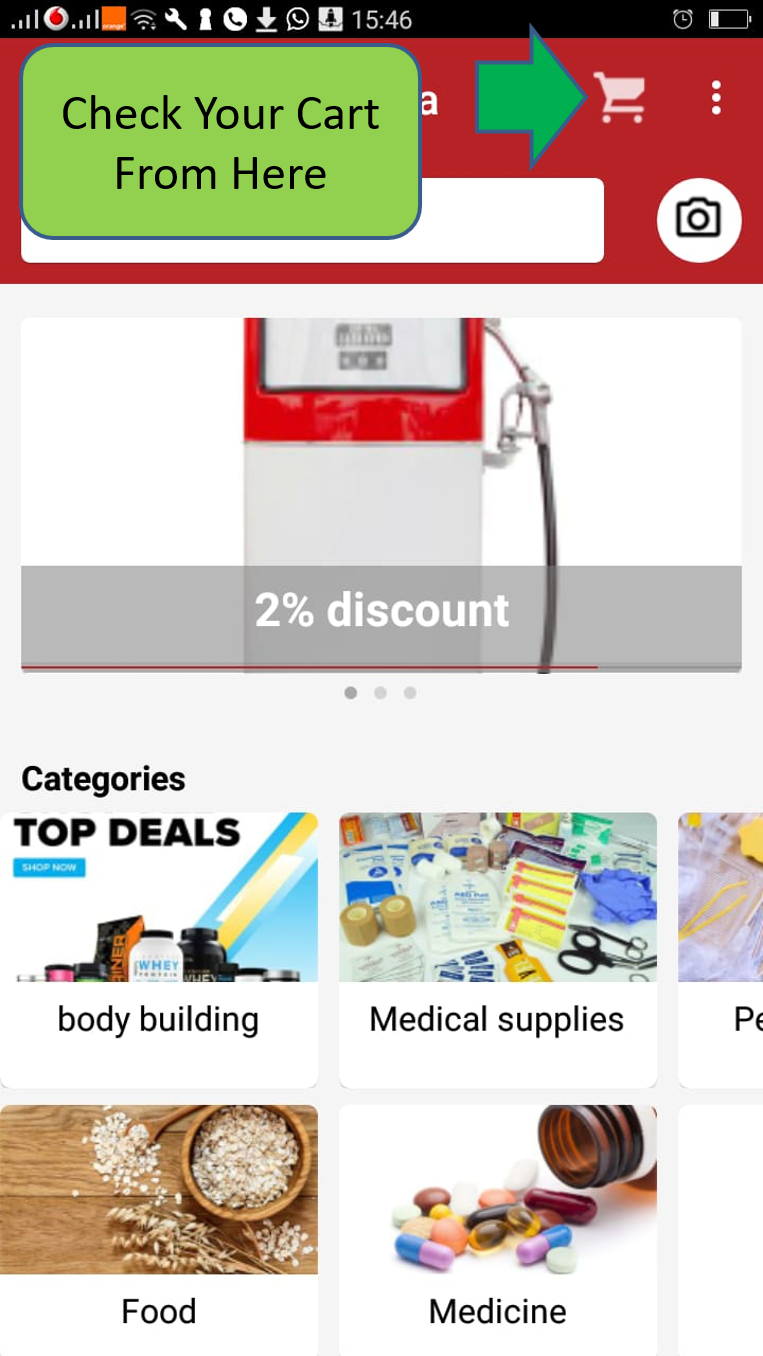 orange
15:46
Check Your Cart
From Here
a
2% discount
Categories
TOP DEALS
SHOP NOW
WHEY
body building
Medical supplies
Pe
Food
Medicine